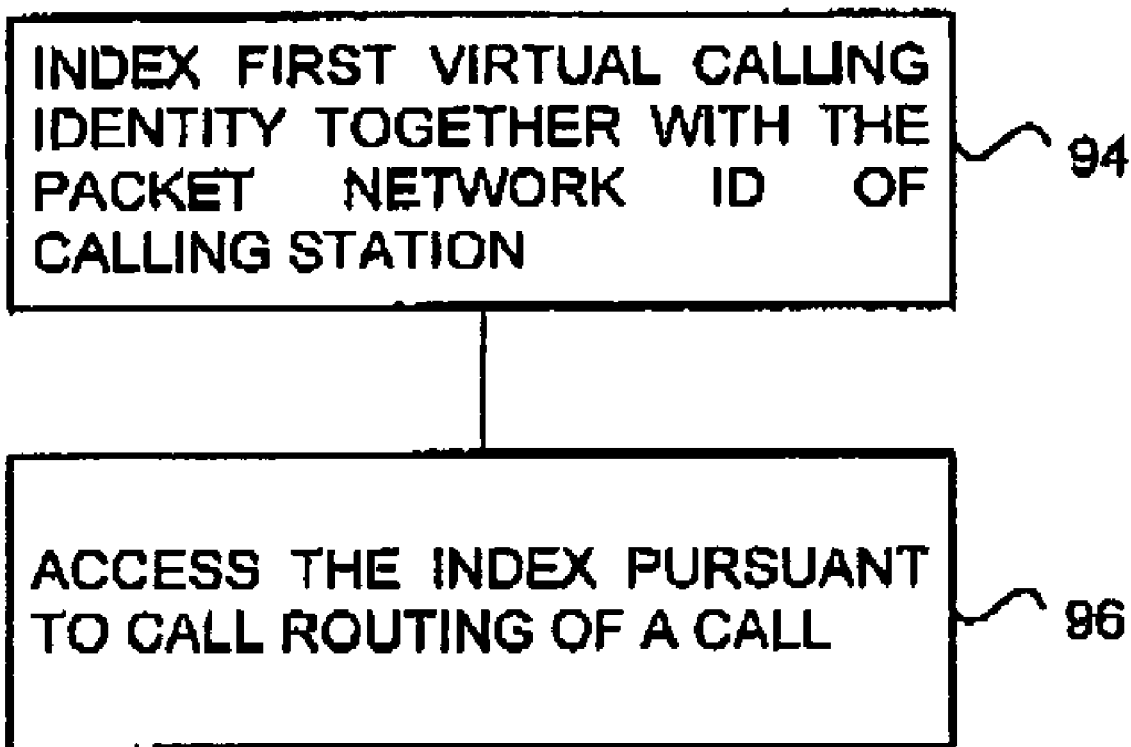 INDEX FIRST VIRTUAL CALLING
IDENTITY TOGETHER WITH THE
PACKET NETWORK ID OF
CALLING STATION
94
ACCESS THE INDEX PURSUANT
TO CALL ROUTING OF A CALL
96